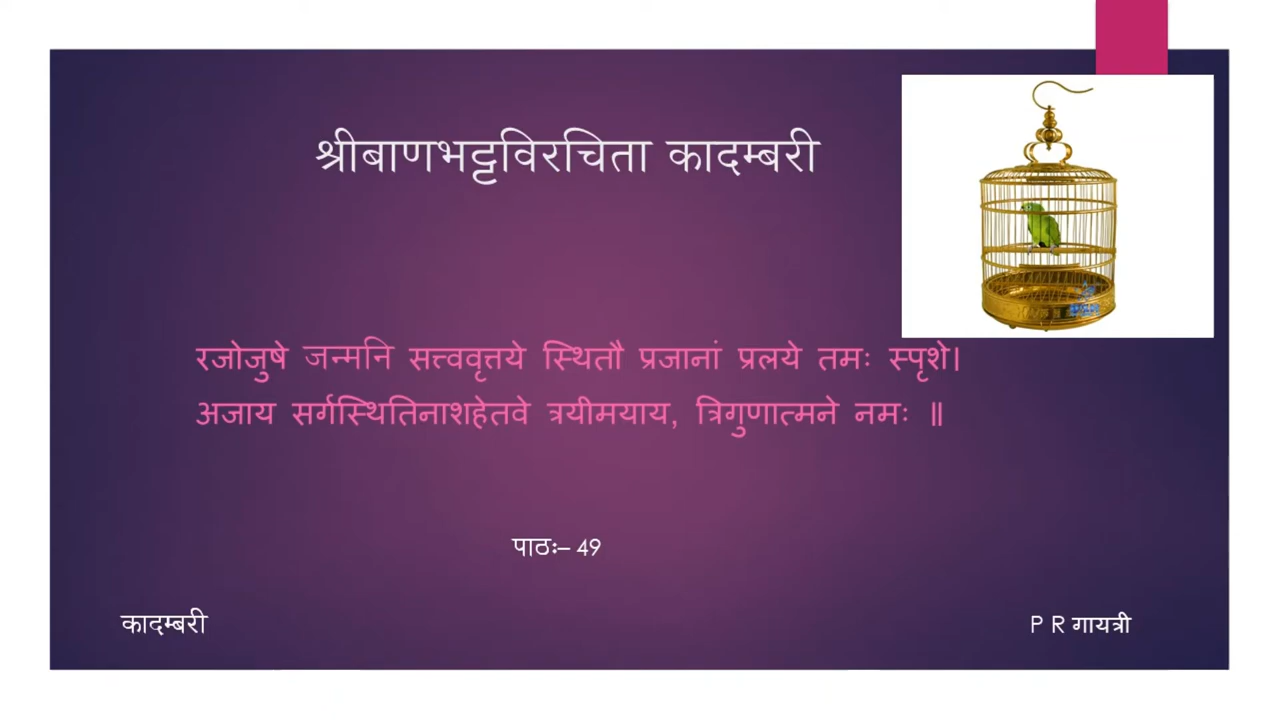 श्रीबाणभट्टविरचिता कादम्बरी
रजोजुषे जन्मनि सत्त्ववृत्तये स्थितौ प्रजानां प्रलये तमः स्पृशे।
अजाय सर्गस्थितिनाशहेतवे त्रयीमयाय, त्रिगुणात्मने नमः ॥
पाठः– 49
कादम्बरी
P R गायत्री